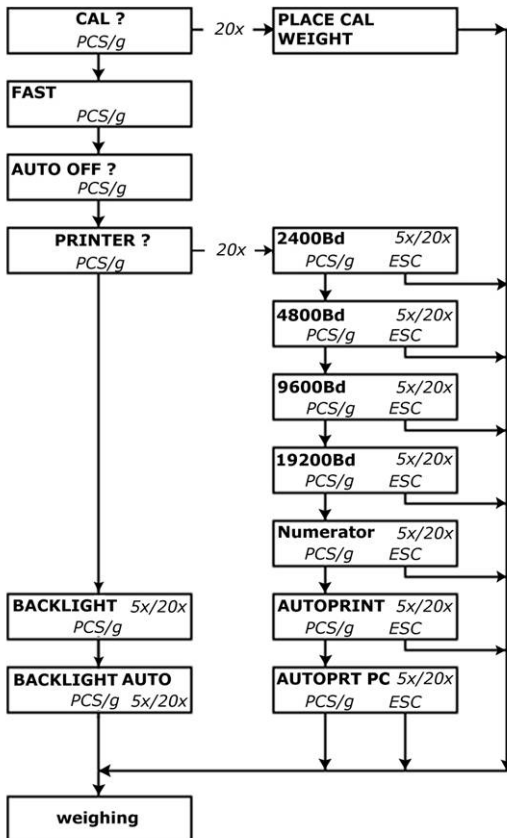 CAL ?
PCS/g
20x
PLACE CAL
WEIGHT
FAST
PCS/g
AUTO OFF ?
PCS/g
PRINTER ?
PCS/g
20x
2400Bd 5x/20x
PCS/g ESC
4800Bd 5x/20x
PCS/g ESC
9600Bd 5x/20x
PCS/g ESC
19200Bd 5x/20x
PCS/g ESC
Numerator 5x/20x
PCS/g ESC
BACKLIGHT 5x/20x
PCS/g
AUTOPRINT 5x/20x
PCS/g ESC
BACKLIGHT AUTO
PCS/g 5x/20x
AUTOPRT PC 5x/20x
PCS/g ESC
weighing